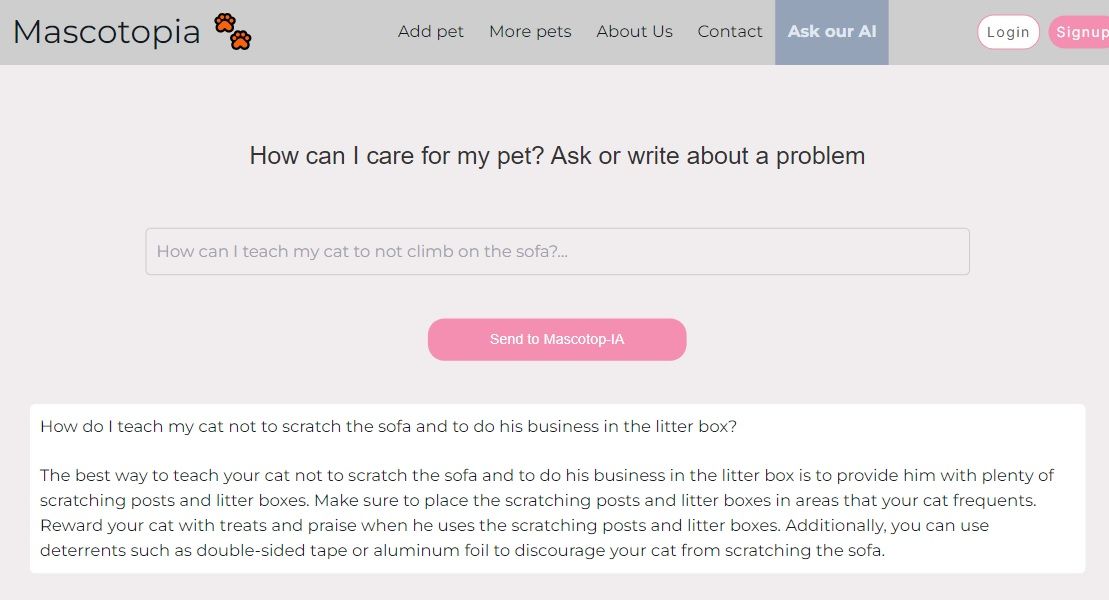 Mascotopia
Add pet
More pets
About Us
Contact
Ask our AI
Login
Signup
How can I care for my pet? Ask or write about a problem
How can I teach my cat to not climb on the sofa?...
Send to Mascotop-IA
How do I teach my cat not to scratch the sofa and to do his business in the litter box?
The best way to teach your cat not to scratch the sofa and to do his business in the litter box is to provide him with plenty of
scratching posts and litter boxes. Make sure to place the scratching posts and litter boxes in areas that your cat frequents.
Reward your cat with treats and praise when he uses the scratching posts and litter boxes. Additionally, you can use
deterrents such as double-sided tape or aluminum foil to discourage your cat from scratching the sofa.